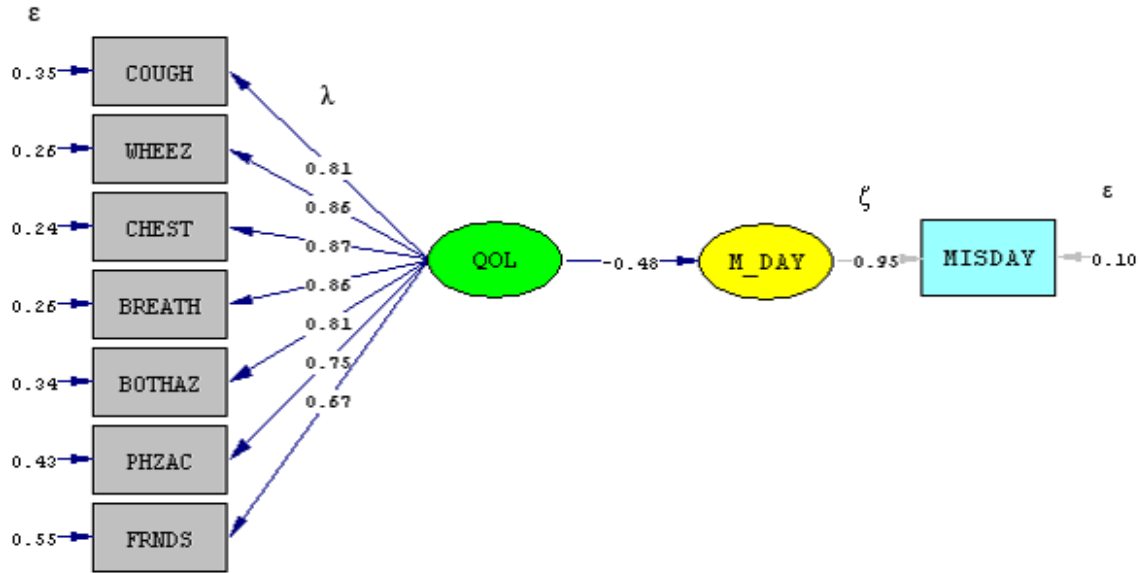 ε
0.35 COUGH
λ
0.81
0.26 WHEEZ
0.86
ζ
ε
0.24 CHEST
0.87
QOL -0.48 M_DAY 0.95 MISDAY 0.10
0.86
0.26 BREATH
0.81
0.75
0.34 BOTHAZ
0.67
0.43 PHZAC
0.55 FRNDS